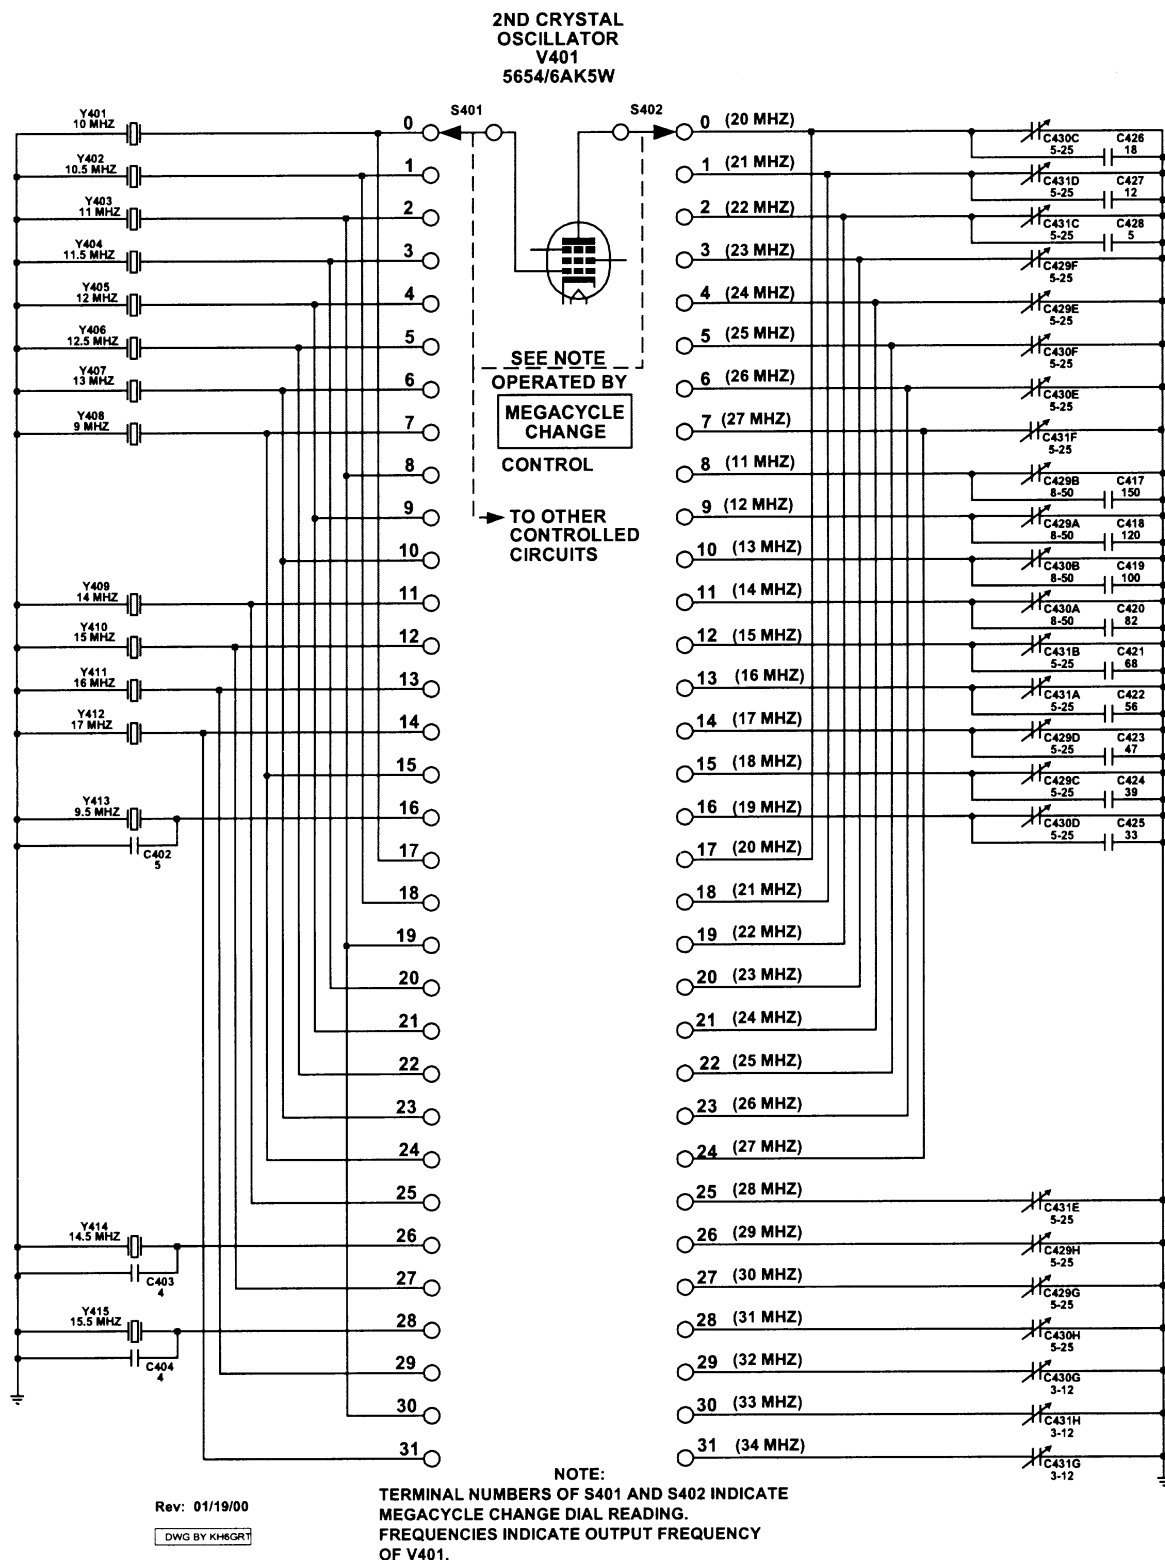 2ND CRYSTAL
OSCILLATOR
V401
5654/6AK5W
S401
S402
Y401
10 MHZ
0
0 (20 MHZ)
C430C
5-25
C426
18
Y402
10.5 MHZ
1
1 (21 MHZ)
C431D
5-25
C427
12
Y403
11 MHZ
2
2 (22 MHZ)
C431C
5-25
C428
5
Y404
11.5 MHZ
3
3 (23 MHZ)
C429F
5-25
Y405
12 MHZ
4
4 (24 MHZ)
C429E
5-25
Y406
12.5 MHZ
5
5 (25 MHZ)
C430F
5-25
Y407
13 MHZ
6
6 (26 MHZ)
C430E
5-25
Y408
9 MHZ
7
7 (27 MHZ)
C431F
5-25
SEE NOTE
OPERATED BY
MEGACYCLE
CHANGE
CONTROL
TO OTHER
CONTROLLED
CIRCUITS
8
8 (11 MHZ)
C429B
8-50
C417
150
9
9 (12 MHZ)
C429A
8-50
C418
120
10
10 (13 MHZ)
C430B
8-50
C419
100
Y409
14 MHZ
11
11 (14 MHZ)
C430A
8-50
C420
82
Y410
15 MHZ
12
12 (15 MHZ)
C431B
5-25
C421
68
Y411
16 MHZ
13
13 (16 MHZ)
C431A
5-25
C422
56
Y412
17 MHZ
14
14 (17 MHZ)
C429D
5-25
C423
47
15
15 (18 MHZ)
C429C
5-25
C424
39
Y413
9.5 MHZ
C402
5
16
16 (19 MHZ)
C430D
5-25
C425
33
17
17 (20 MHZ)
18
18 (21 MHZ)
19
19 (22 MHZ)
20
20 (23 MHZ)
21
21 (24 MHZ)
22
22 (25 MHZ)
23
23 (26 MHZ)
24
24 (27 MHZ)
25
25 (28 MHZ)
C431E
5-25
Y414
14.5 MHZ
C403
4
26
26 (29 MHZ)
C429H
5-25
27
27 (30 MHZ)
C429G
5-25
Y415
15.5 MHZ
C404
4
28
28 (31 MHZ)
C430H
5-25
29
29 (32 MHZ)
C430G
3-12
30
30 (33 MHZ)
C431H
3-12
31
31 (34 MHZ)
C431G
3-12
Rev: 01/19/00
DWG BY KH6GRT
NOTE:
TERMINAL NUMBERS OF S401 AND S402 INDICATE
MEGACYCLE CHANGE DIAL READING.
FREQUENCIES INDICATE OUTPUT FREQUENCY
OF V401.